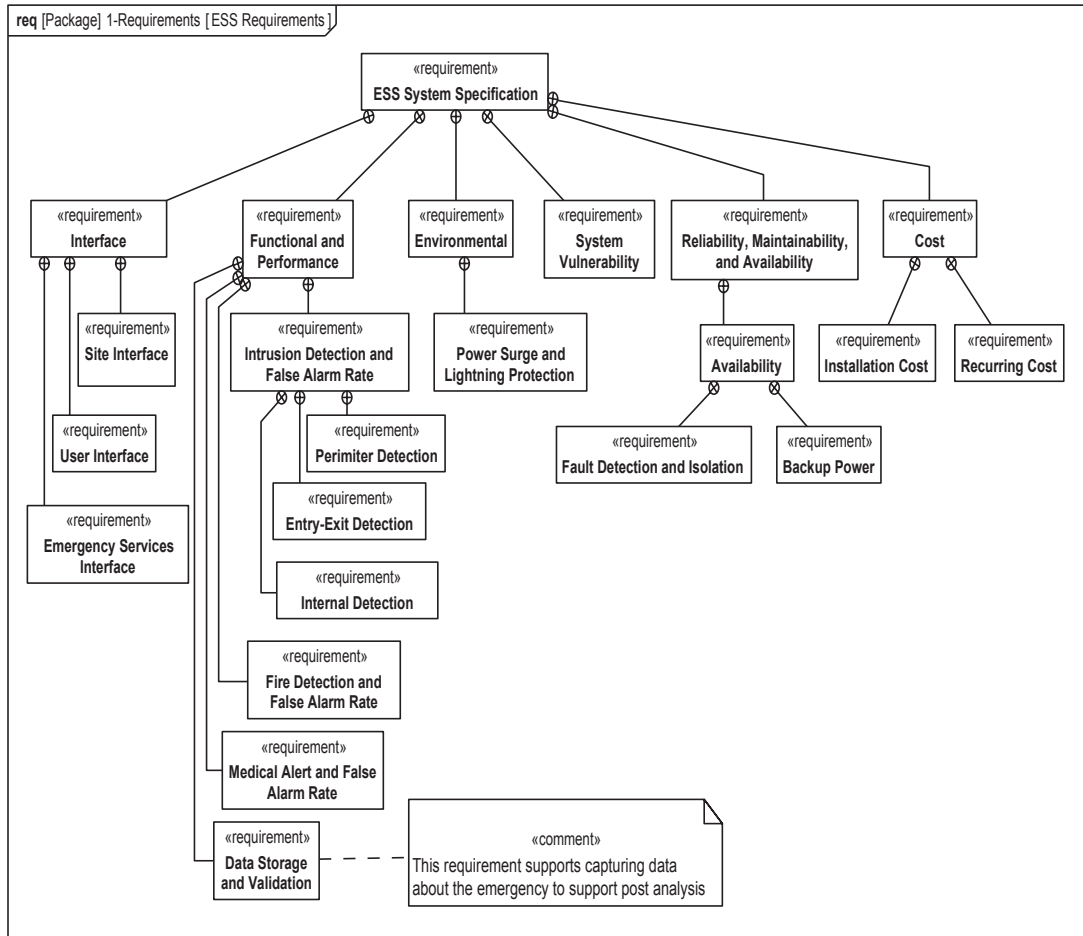 req [Package] 1-Requirements [ESS Requirements]
«requirement»
ESS System Specification
«requirement»
Interface
«requirement»
Functional and
Performance
«requirement»
Environmental
«requirement»
System
Vulnerability
«requirement»
Reliability, Maintainability,
and Availability
«requirement»
Cost
«requirement»
Site Interface
«requirement»
Intrusion Detection and
False Alarm Rate
«requirement»
Power Surge and
Lightning Protection
«requirement»
Availability
«requirement»
Installation Cost
«requirement»
Recurring Cost
«requirement»
User Interface
«requirement»
Perimiter Detection
«requirement»
Fault Detection and Isolation
«requirement»
Backup Power
«requirement»
Emergency Services
Interface
«requirement»
Entry-Exit Detection
«requirement»
Internal Detection
«requirement»
Fire Detection and
False Alarm Rate
«requirement»
Medical Alert and False
Alarm Rate
«requirement»
Data Storage
and Validation
«comment»
This requirement supports capturing data
about the emergency to support post analysis